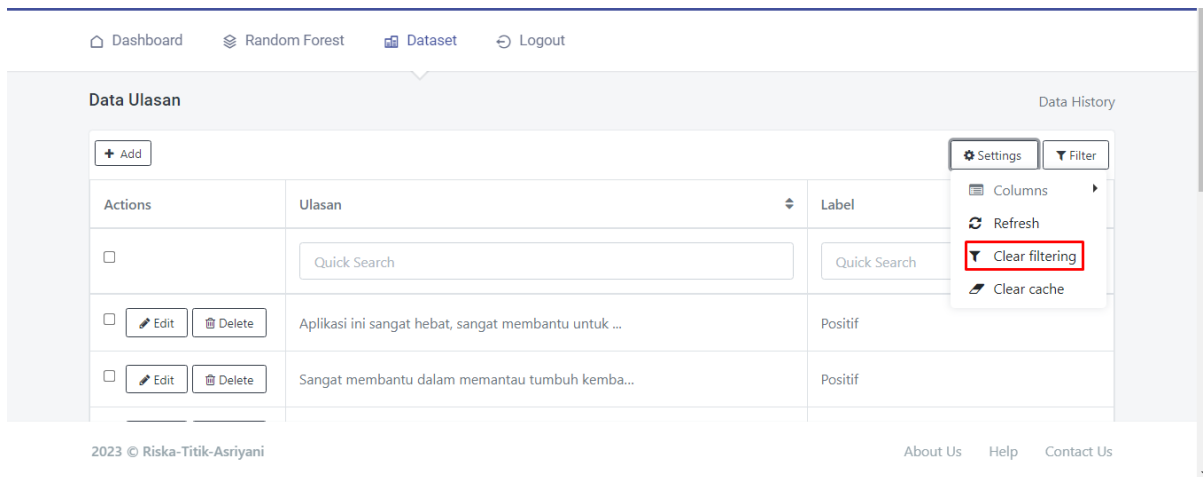 Dashboard Random Forest Dataset Logout
Data Ulasan Data History
Add Settings Filter
Columns
Refresh
Clear filtering
Clear cache
Actions Ulasan Label
Quick Search Quick Search
Edit Delete Aplikasi ini sangat hebat, sangat membantu untuk ... Positif
Edit Delete Sangat membantu dalam memantau tumbuh kemba... Positif
2023 © Riska-Titik-Asriyani About Us Help Contact Us